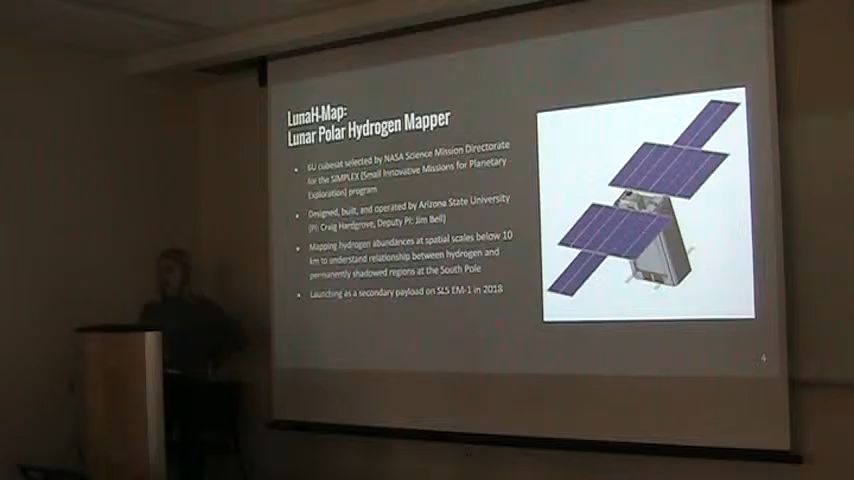 LunaH-Map:
Lunar Polar Hydrogen Mapper
• 6U cubesat selected by NASA Science Mission Directorate
for the SIMPLEX (Small Innovative Missions for Planetary
Exploration) program
• Designed, built, and operated by Arizona State University
(PI: Craig Hardgrove, Deputy PI: Jim Bell)
• Mapping hydrogen abundances at spatial scales below 10
km to understand relationship between hydrogen and
permanently shadowed regions at the South Pole
• Launching as a secondary payload on SLS EM-1 in 2018
4